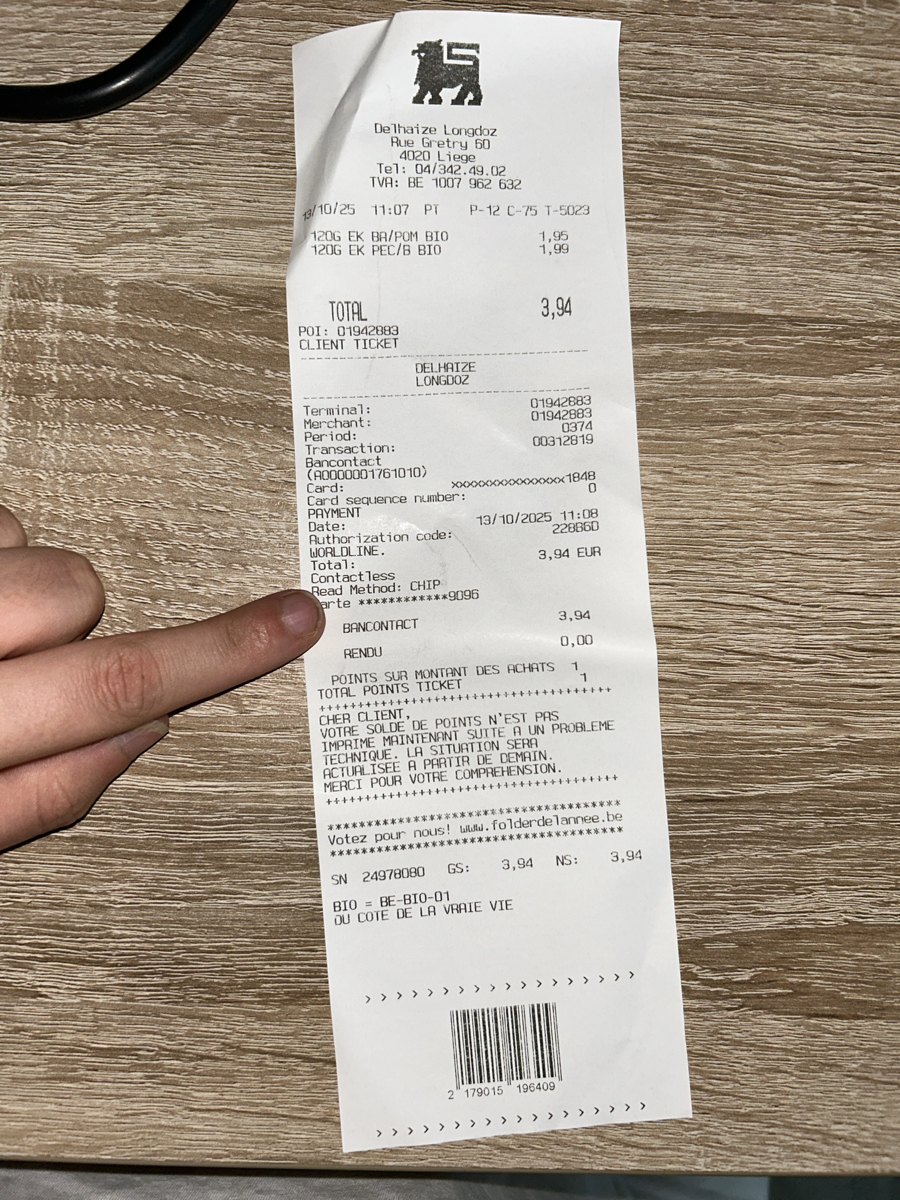 Delhaize Longdoz
Rue Gretry 60
4020 Liege
Tel: 04/342.49.02
TVA: BE 1007 962 632
13/10/25 11:07 PT P-12 C-75 T-5023
120G EK BA/POM BIO 1,95
120G EK PEC/B BIO 1,99
TOTAL 3,94
POI: 01942883
CLIENT TICKET
DELHAIZE
LONGDOZ
Terminal: 01942883
Merchant: 01942883
Period: 0374
Transaction: 00312819
Bancontact
(A0000001761010)
Card: xxxxxxxxxxxxxxx1848
Card sequence number: 0
PAYMENT
Date: 13/10/2025 11:08
Authorization code: 228B6D
WORLDLINE.
Total: 3,94 EUR
Contactless
Read Method: CHIP
arte ************9096
BANCONTACT 3,94
RENDU 0,00
POINTS SUR MONTANT DES ACHATS 1
TOTAL POINTS TICKET 1
++++++++++++++++++++++++++++++++++++++
CHER CLIENT,
VOTRE SOLDE DE POINTS N'EST PAS
IMPRIME MAINTENANT SUITE A UN PROBLEME
TECHNIQUE. LA SITUATION SERA
ACTUALISEE A PARTIR DE DEMAIN.
MERCI POUR VOTRE COMPREHENSION.
++++++++++++++++++++++++++++++++++++++
**************************************
Votez pour nous! www.folderdelannee.be
**************************************
SN 24978080 GS: 3,94 NS: 3,94
BIO = BE-BIO-01
DU COTE DE LA VRAIE VIE
> > > > > > > > > > > > > > > > > >
2 179015 196409
> > > > > > > > > > > > > > > > > >